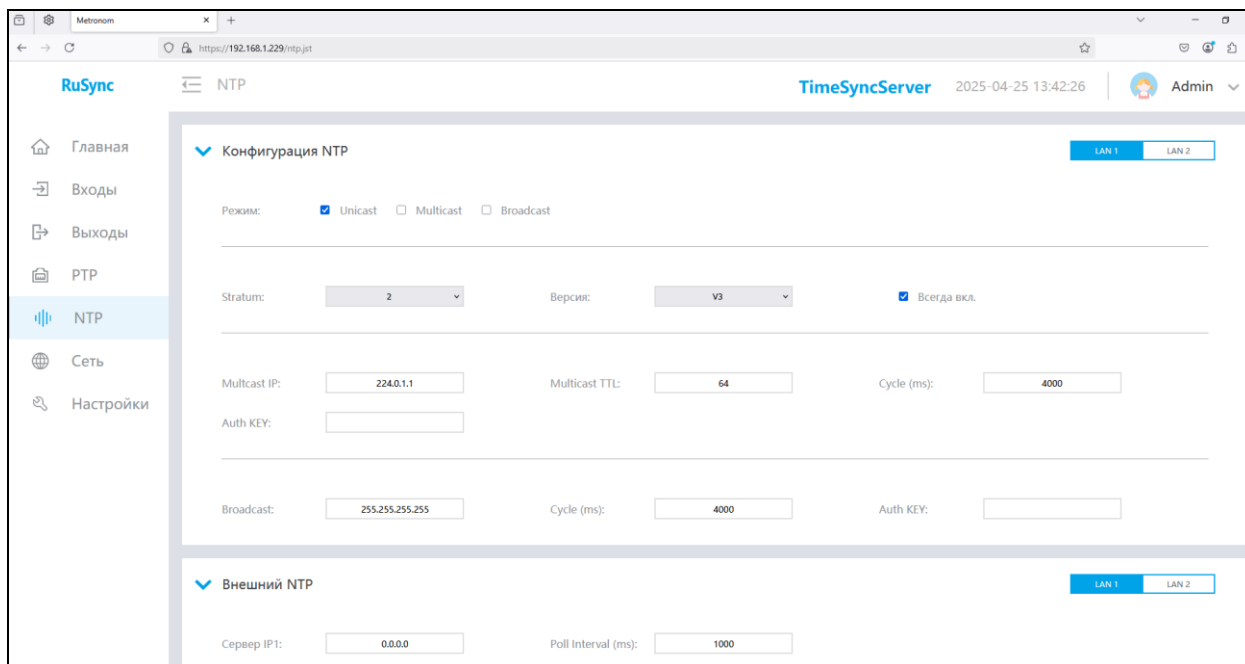 Metronom
https://192.168.1.229/ntp.jst
RuSync
NTP
TimeSyncServer
2025-04-25 13:42:26
Admin
Главная
Входы
Выходы
PTP
NTP
Сеть
Настройки
Конфигурация NTP
LAN 1 LAN 2
Режим: Unicast Multicast Broadcast
Stratum: 2 Версия: V3 Всегда вкл.
Multcast IP: 224.0.1.1 Multicast TTL: 64 Cycle (ms): 4000
Auth KEY:
Broadcast: 255.255.255.255 Cycle (ms): 4000 Auth KEY:
Внешний NTP
LAN 1 LAN 2
Сервер IP1: 0.0.0.0 Poll Interval (ms): 1000